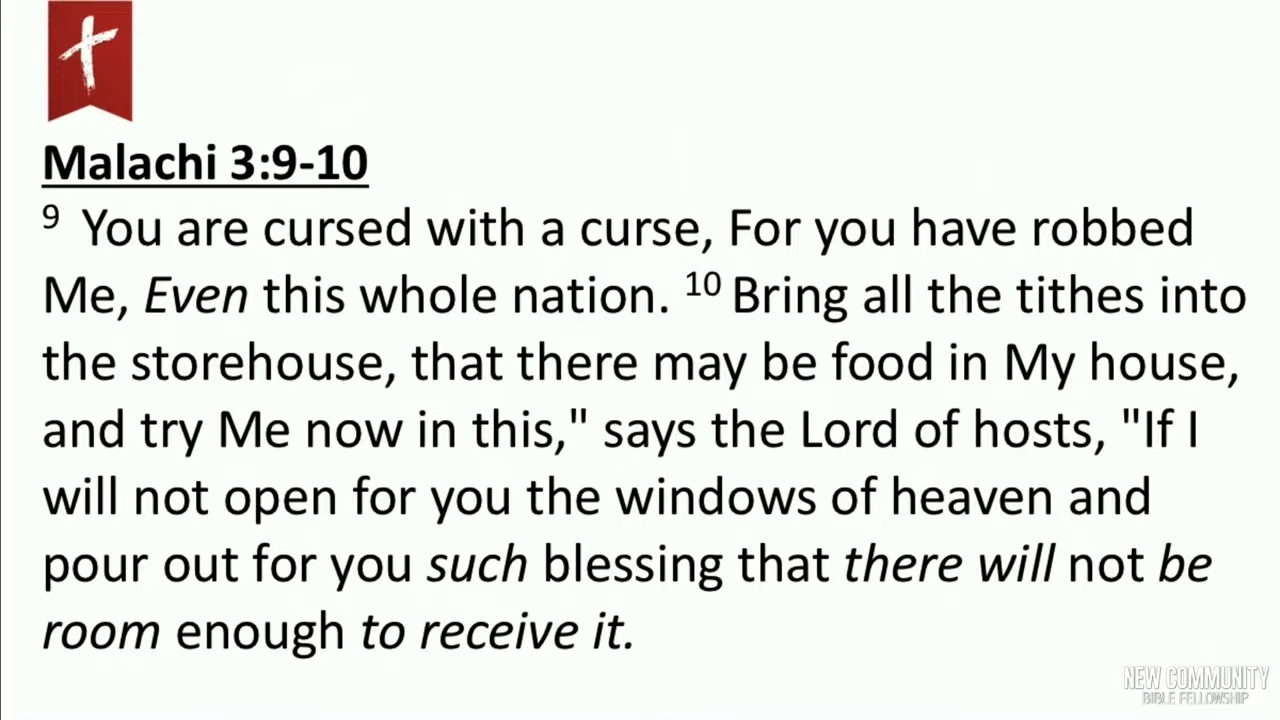 Malachi 3:9-10
⁹ You are cursed with a curse, For you have robbed
Me, Even this whole nation. ¹⁰ Bring all the tithes into
the storehouse, that there may be food in My house,
and try Me now in this," says the Lord of hosts, "If I
will not open for you the windows of heaven and
pour out for you such blessing that there will not be
room enough to receive it.
NEW COMMUNITY
BIBLE FELLOWSHIP